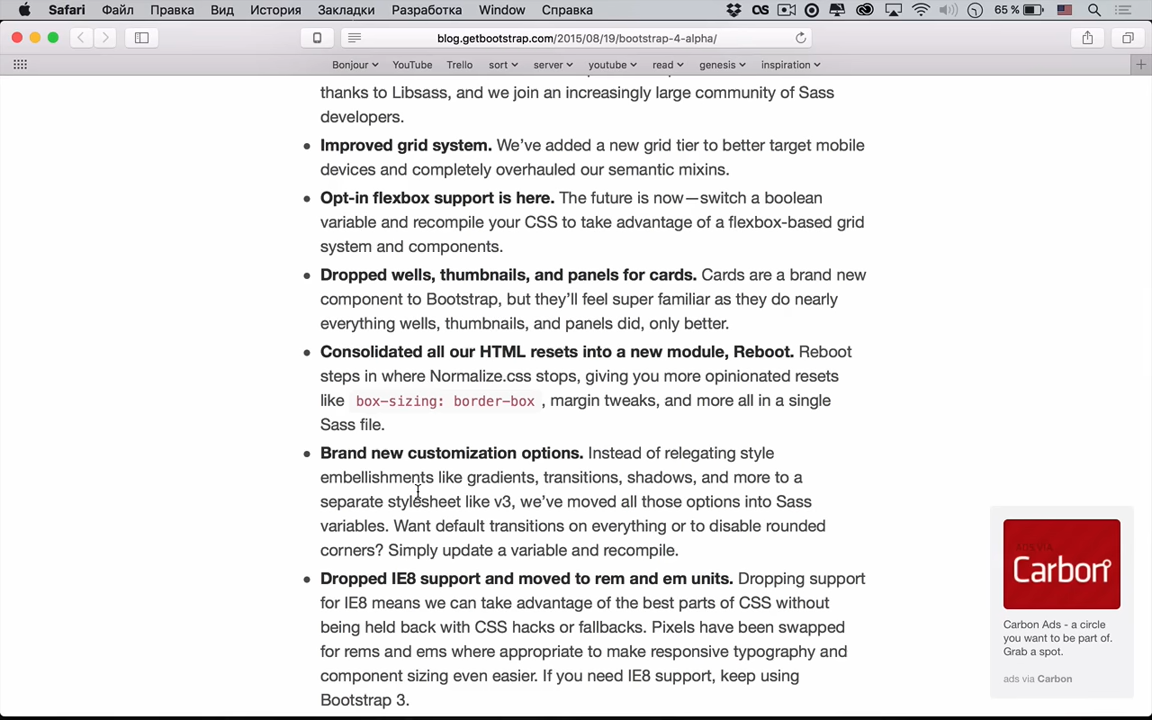 Safari Файл Правка Вид История Закладки Разработка Window Справка 65 %
blog.getbootstrap.com/2015/08/19/bootstrap-4-alpha/
Bonjour YouTube Trello sort server youtube read genesis inspiration
thanks to Libsass, and we join an increasingly large community of Sass
developers.
Improved grid system. We’ve added a new grid tier to better target mobile
devices and completely overhauled our semantic mixins.
Opt-in flexbox support is here. The future is now—switch a boolean
variable and recompile your CSS to take advantage of a flexbox-based grid
system and components.
Dropped wells, thumbnails, and panels for cards. Cards are a brand new
component to Bootstrap, but they’ll feel super familiar as they do nearly
everything wells, thumbnails, and panels did, only better.
Consolidated all our HTML resets into a new module, Reboot. Reboot
steps in where Normalize.css stops, giving you more opinionated resets
like box-sizing: border-box , margin tweaks, and more all in a single
Sass file.
Brand new customization options. Instead of relegating style
embellishments like gradients, transitions, shadows, and more to a
separate stylesheet like v3, we’ve moved all those options into Sass
variables. Want default transitions on everything or to disable rounded
corners? Simply update a variable and recompile.
Dropped IE8 support and moved to rem and em units. Dropping support
for IE8 means we can take advantage of the best parts of CSS without
being held back with CSS hacks or fallbacks. Pixels have been swapped
for rems and ems where appropriate to make responsive typography and
component sizing even easier. If you need IE8 support, keep using
Bootstrap 3.
ADS VIA
Carbon
Carbon Ads - a circle
you want to be part of.
Grab a spot.
ads via Carbon